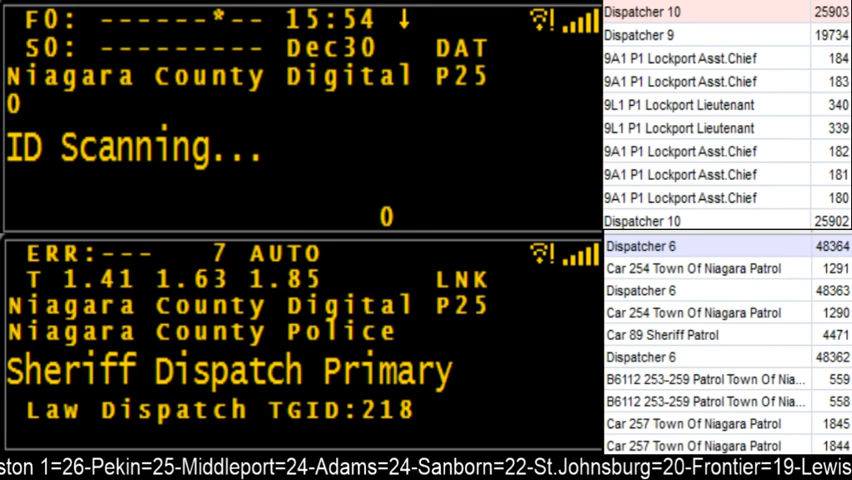 F0: ------*-- 15:54 ↓
S0: --------- Dec30 DAT
Niagara County Digital P25
0
ID Scanning...
0
Dispatcher 10 25903
Dispatcher 9 19734
9A1 P1 Lockport Asst.Chief 184
9A1 P1 Lockport Asst.Chief 183
9L1 P1 Lockport Lieutenant 340
9L1 P1 Lockport Lieutenant 339
9A1 P1 Lockport Asst.Chief 182
9A1 P1 Lockport Asst.Chief 181
9A1 P1 Lockport Asst.Chief 180
Dispatcher 10 25902
ERR:--- 7 AUTO
T 1.41 1.63 1.85 LNK
Niagara County Digital P25
Niagara County Police
Sheriff Dispatch Primary
Law Dispatch TGID:218
Dispatcher 6 48364
Car 254 Town Of Niagara Patrol 1291
Dispatcher 6 48363
Car 254 Town Of Niagara Patrol 1290
Car 89 Sheriff Patrol 4471
Dispatcher 6 48362
B6112 253-259 Patrol Town Of Nia... 559
B6112 253-259 Patrol Town Of Nia... 558
Car 257 Town Of Niagara Patrol 1845
Car 257 Town Of Niagara Patrol 1844
ston 1=26-Pekin=25-Middleport=24-Adams=24-Sanborn=22-St.Johnsburg=20-Frontier=19-Lewis